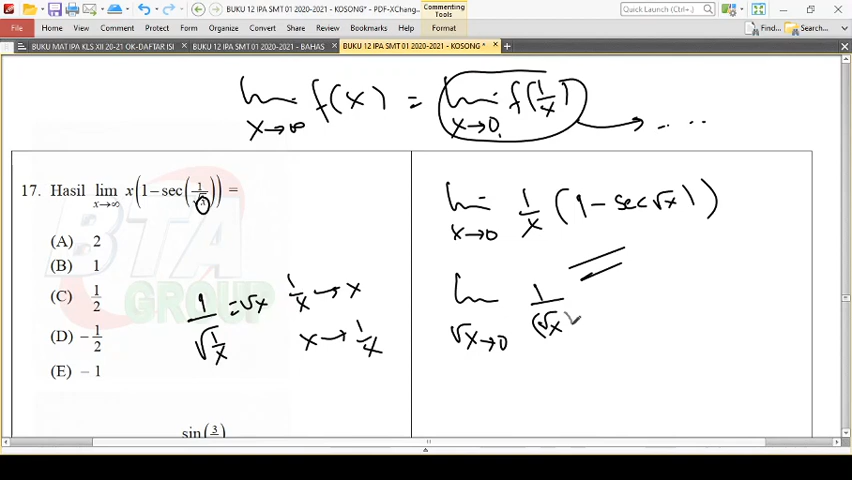 BUKU 12 IPA SMT 01 2020-2021 - KOSONG* - PDF-XChang
Commenting Tools
Quick Launch (Ctrl+.)
File Home Convert Comment Protect Form Organize Share Bookmarks Help Format Find... Search...
BUKU MAT IPA KLS XII 20-21 OK-DAFTAR ISI × BUKU 12 IPA SMT 01 2020-2021 - BAHAS × BUKU 12 IPA SMT 01 2020-2021 - KOSONG * ×
lim x→∞ f(x) = lim x→0 f(1/x) → . . . .
17. Hasil lim x→∞ x(1 − sec(1/√x)) =
(A) 2
(B) 1
(C) 1/2
(D) −1/2
(E) −1
1/√(1/x) = √x
1/x → x
x → 1/x
lim x→0 1/x (1 − sec √x)
lim √x→0 1/(√x)
sin(3
BTA